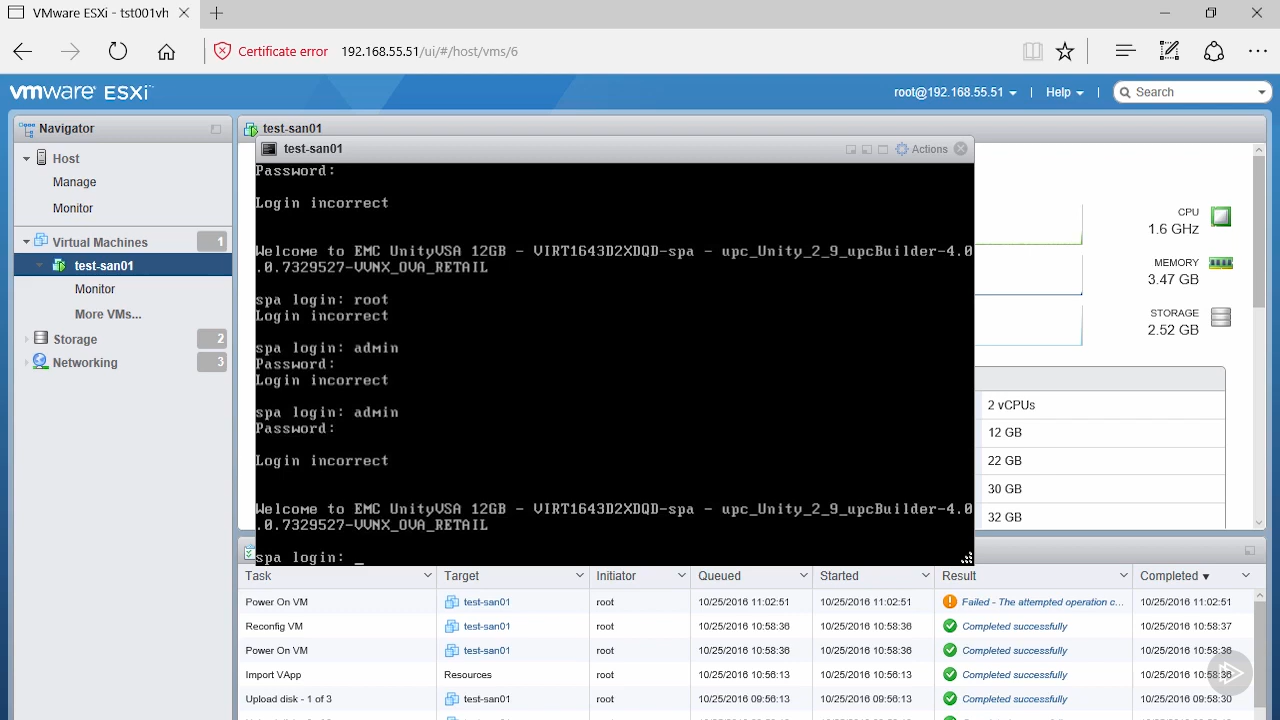 VMware ESXi - tst001vh
Certificate error 192.168.55.51/ui/#/host/vms/6
vmware ESXi
root@192.168.55.51 | Help | Search
Navigator
Host
Manage
Monitor
Virtual Machines 1
test-san01
Monitor
More VMs...
Storage 2
Networking 3
test-san01
test-san01 Actions
Password:
Login incorrect
Welcome to EMC UnityVSA 12GB - VIRT1643D2XDQD-spa - upc_Unity_2_9_upcBuilder-4.0
.0.7329527-VVNX_OVA_RETAIL
spa login: root
Login incorrect
spa login: admin
Password:
Login incorrect
spa login: admin
Password:
Login incorrect
Welcome to EMC UnityVSA 12GB - VIRT1643D2XDQD-spa - upc_Unity_2_9_upcBuilder-4.0
.0.7329527-VVNX_OVA_RETAIL
spa login: _
CPU
1.6 GHz
MEMORY
3.47 GB
STORAGE
2.52 GB
2 vCPUs
12 GB
22 GB
30 GB
32 GB
Task Target Initiator Queued Started Result Completed
Power On VM test-san01 root 10/25/2016 11:02:51 10/25/2016 11:02:51 Failed - The attempted operation c... 10/25/2016 11:02:51
Reconfig VM test-san01 root 10/25/2016 10:58:36 10/25/2016 10:58:36 Completed successfully 10/25/2016 10:58:37
Power On VM test-san01 root 10/25/2016 10:58:36 10/25/2016 10:58:36 Completed successfully 10/25/2016 10:58:36
Import VApp Resources root 10/25/2016 10:56:13 10/25/2016 10:56:13 Completed successfully 10/25/2016 10:58:36
Upload disk - 1 of 3 test-san01 root 10/25/2016 09:56:13 10/25/2016 09:56:13 Completed successfully 10/25/2016 09:58:30